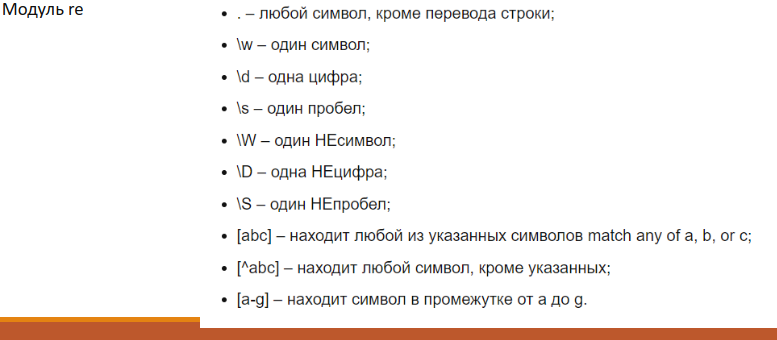 Модуль re
• . – любой символ, кроме перевода строки;
• \w – один символ;
• \d – одна цифра;
• \s – один пробел;
• \W – один НЕсимвол;
• \D – одна НЕцифра;
• \S – один НЕпробел;
• [abc] – находит любой из указанных символов match any of a, b, or c;
• [^abc] – находит любой символ, кроме указанных;
• [a-g] – находит символ в промежутке от a до g.